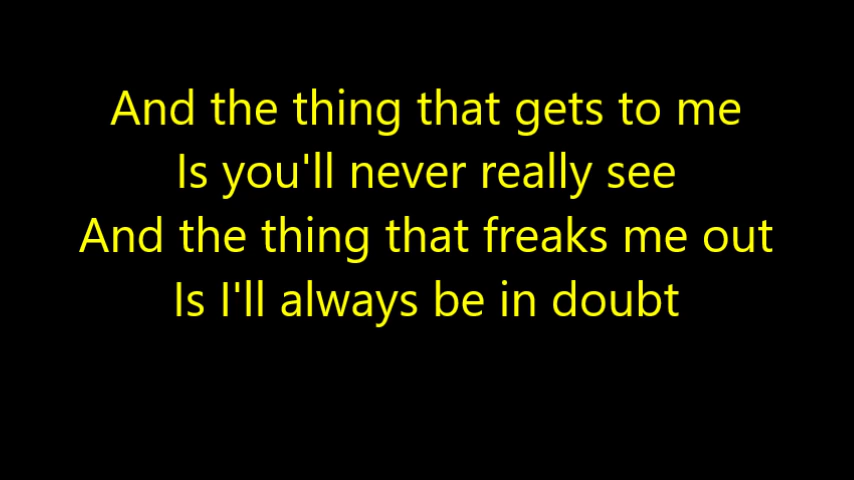 And the thing that gets to me
Is you'll never really see
And the thing that freaks me out
Is I'll always be in doubt